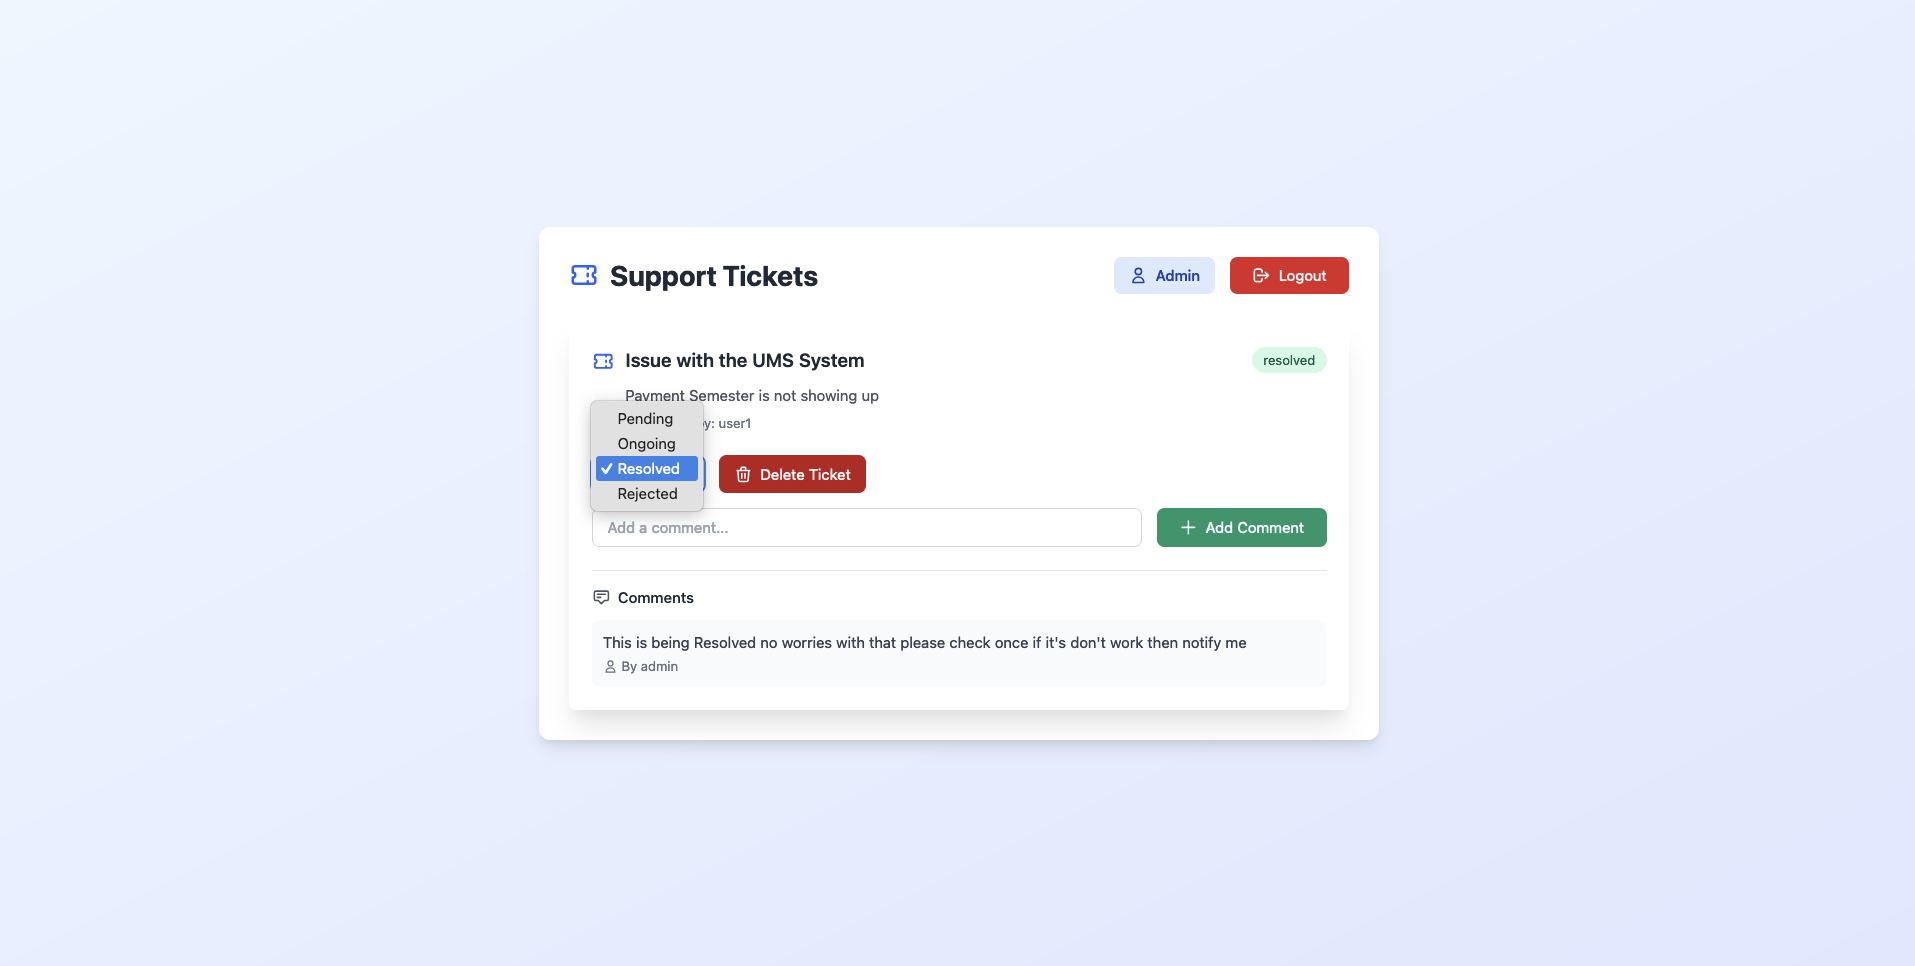 Support Tickets
Admin
Logout
Issue with the UMS System
resolved
Payment Semester is not showing up
by: user1
Pending
Ongoing
Resolved
Rejected
Delete Ticket
Add a comment...
Add Comment
Comments
This is being Resolved no worries with that please check once if it's don't work then notify me
By admin